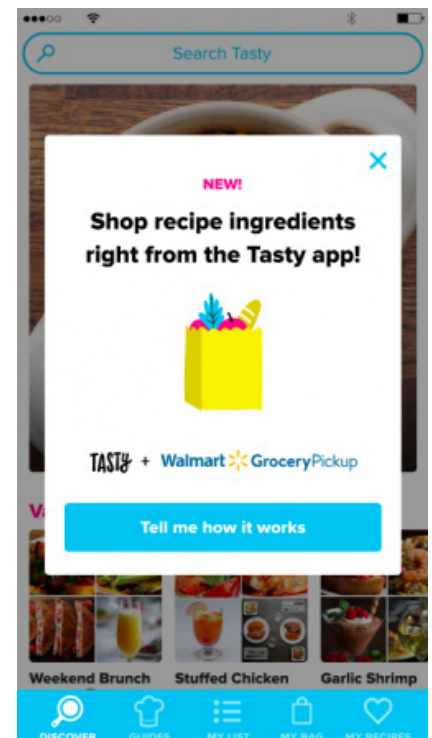 Search Tasty
NEW!
Shop recipe ingredients
right from the Tasty app!
TASTY + Walmart GroceryPickup
Tell me how it works
Weekend Brunch
Stuffed Chicken
Garlic Shrimp
DISCOVER
GUIDES
MY LIST
MY BAG
MY RECIPES